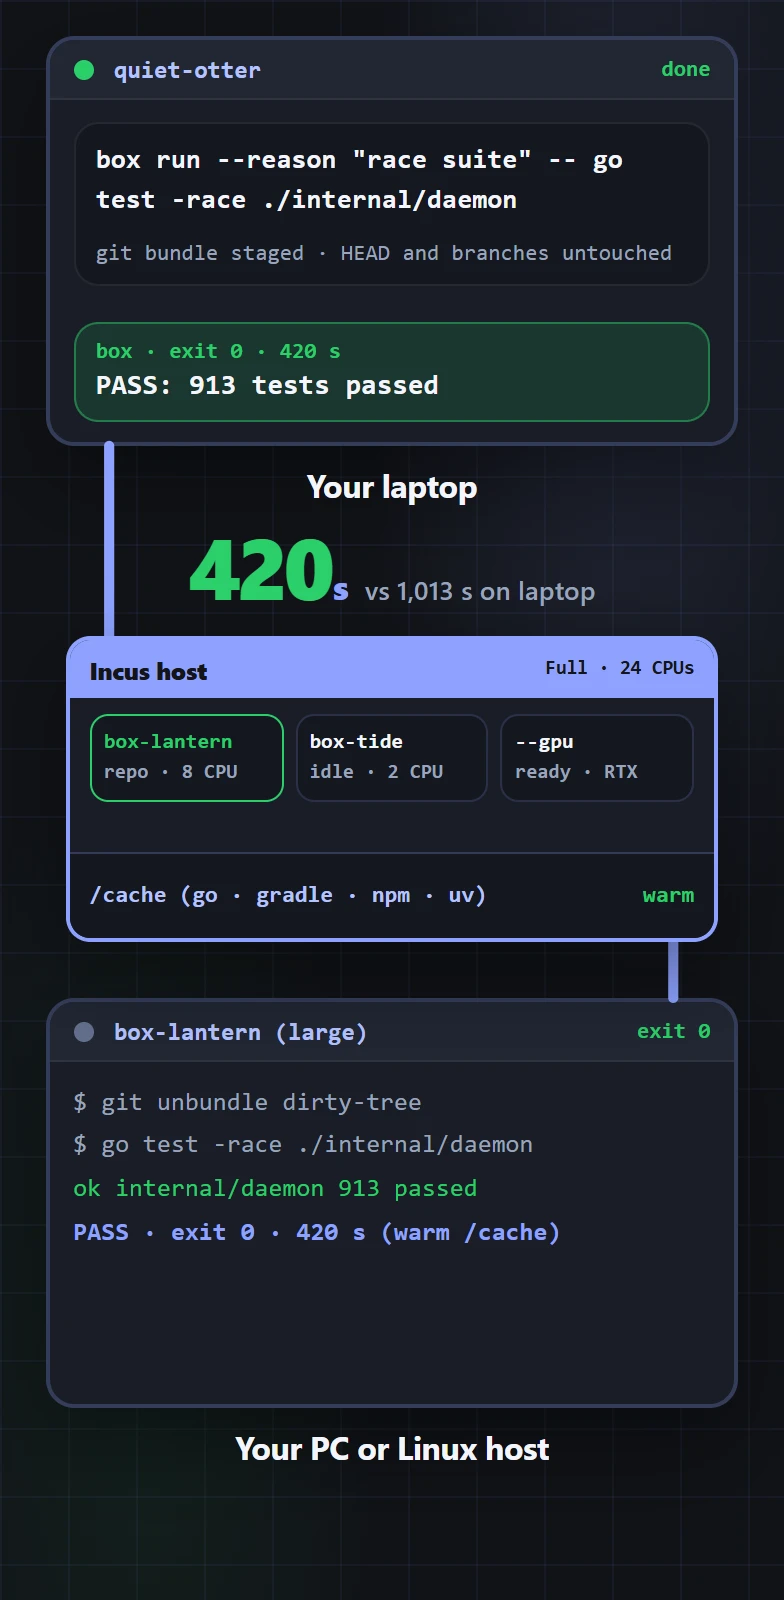 quiet-otter
done
box run --reason "race suite" -- go
test -race ./internal/daemon
git bundle staged · HEAD and branches untouched
box · exit 0 · 420 s
PASS: 913 tests passed
Your laptop
420s vs 1,013 s on laptop
Incus host
Full · 24 CPUs
box-lantern
repo · 8 CPU
box-tide
idle · 2 CPU
--gpu
ready · RTX
/cache (go · gradle · npm · uv)
warm
box-lantern (large)
exit 0
$ git unbundle dirty-tree
$ go test -race ./internal/daemon
ok internal/daemon 913 passed
PASS · exit 0 · 420 s (warm /cache)
Your PC or Linux host